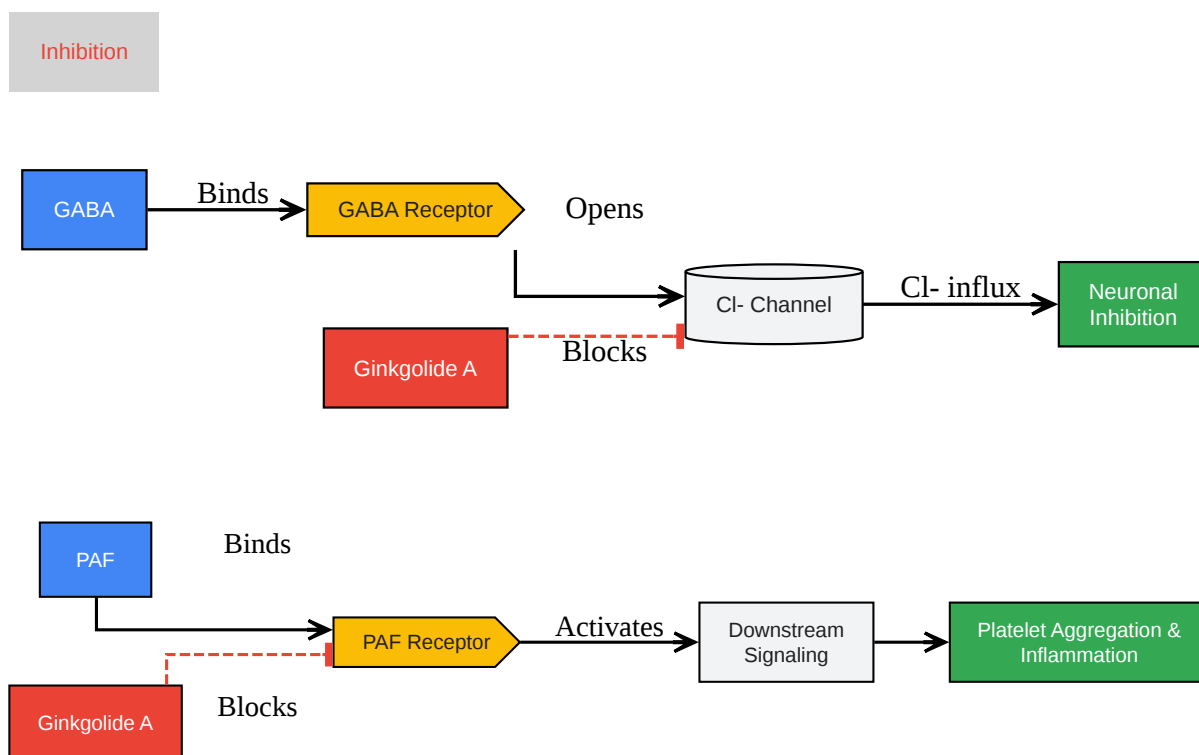 Inhibition
GABA
Binds
GABA Receptor
Opens
Cl- Channel
Cl- influx
Neuronal
Inhibition
Ginkgolide A
Blocks
PAF
Binds
PAF Receptor
Activates
Downstream
Signaling
Platelet Aggregation &
Inflammation
Ginkgolide A
Blocks